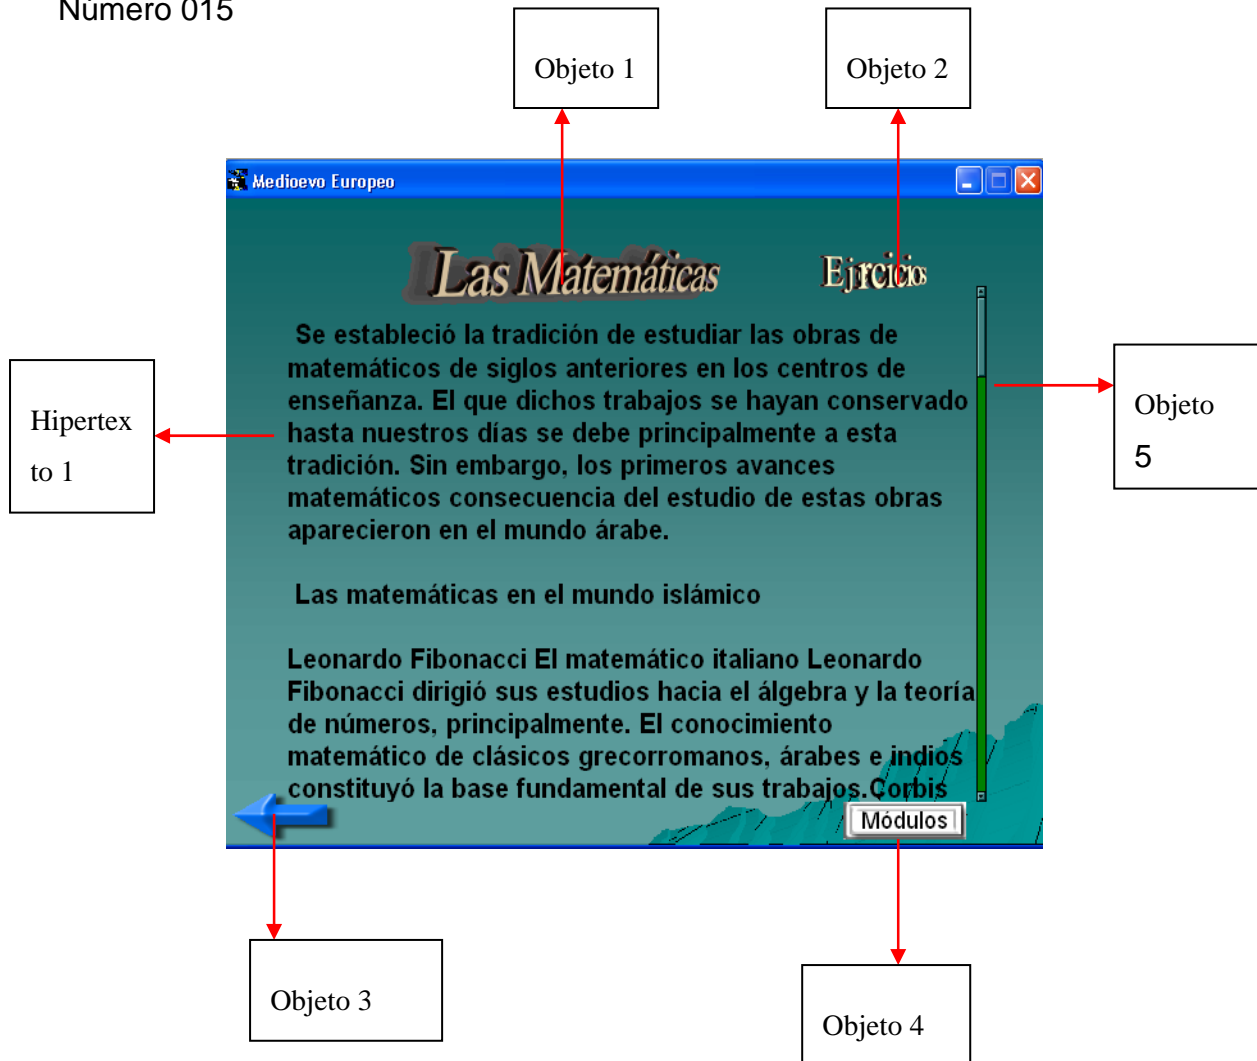 Número 015
Objeto 1
Objeto 2
Medioevo Europeo
Las Matemáticas
Ejrcicios
Se estableció la tradición de estudiar las obras de
matemáticos de siglos anteriores en los centros de
enseñanza. El que dichos trabajos se hayan conservado
hasta nuestros días se debe principalmente a esta
tradición. Sin embargo, los primeros avances
matemáticos consecuencia del estudio de estas obras
aparecieron en el mundo árabe.
Las matemáticas en el mundo islámico
Leonardo Fibonacci El matemático italiano Leonardo
Fibonacci dirigió sus estudios hacia el álgebra y la teoría
de números, principalmente. El conocimiento
matemático de clásicos grecorromanos, árabes e indios
constituyó la base fundamental de sus trabajos.Corbis
Módulos
Hipertex
to 1
Objeto
5
Objeto 3
Objeto 4